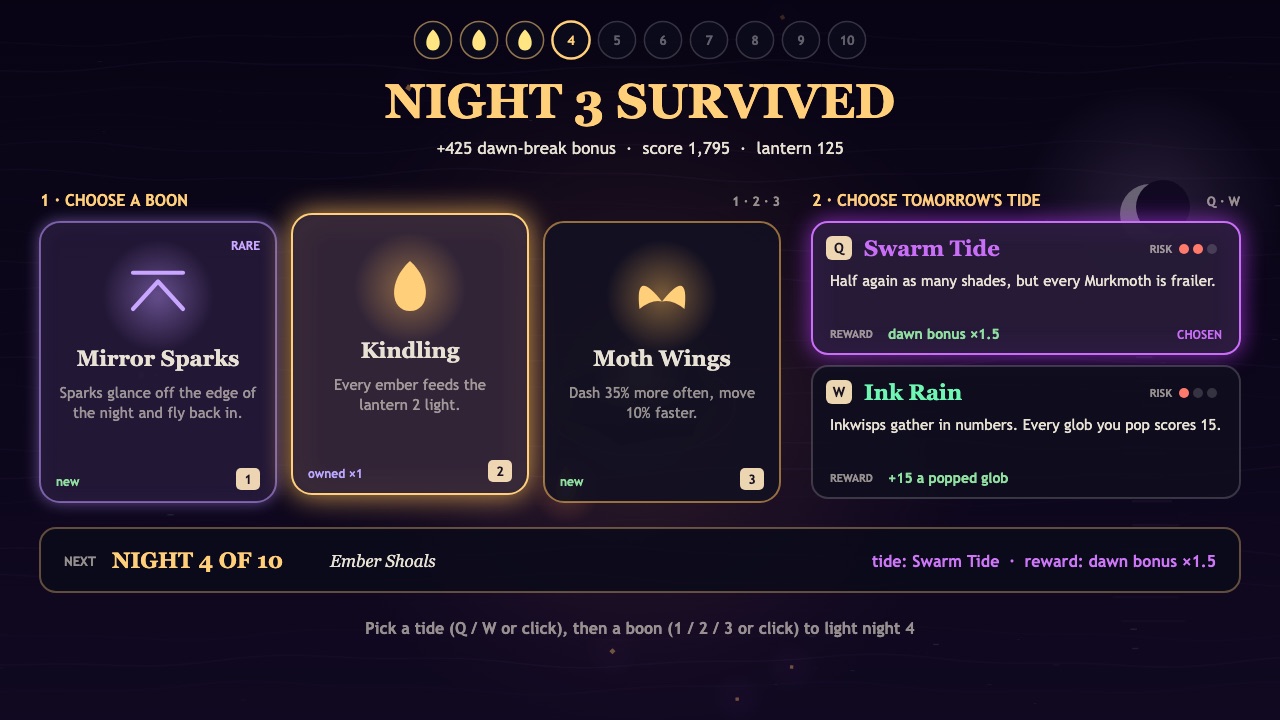 4 5 6 7 8 9 10
NIGHT 3 SURVIVED
+425 dawn-break bonus · score 1,795 · lantern 125
1 · CHOOSE A BOON
1 · 2 · 3
RARE
Mirror Sparks
Sparks glance off the edge of
the night and fly back in.
new
1
Kindling
Every ember feeds the
lantern 2 light.
owned ×1
2
Moth Wings
Dash 35% more often, move
10% faster.
new
3
2 · CHOOSE TOMORROW'S TIDE
Q · W
Q Swarm Tide RISK
Half again as many shades, but every Murkmoth is frailer.
REWARD dawn bonus ×1.5 CHOSEN
W Ink Rain RISK
Inkwisps gather in numbers. Every glob you pop scores 15.
REWARD +15 a popped glob
NEXT NIGHT 4 OF 10 Ember Shoals tide: Swarm Tide · reward: dawn bonus ×1.5
Pick a tide (Q / W or click), then a boon (1 / 2 / 3 or click) to light night 4